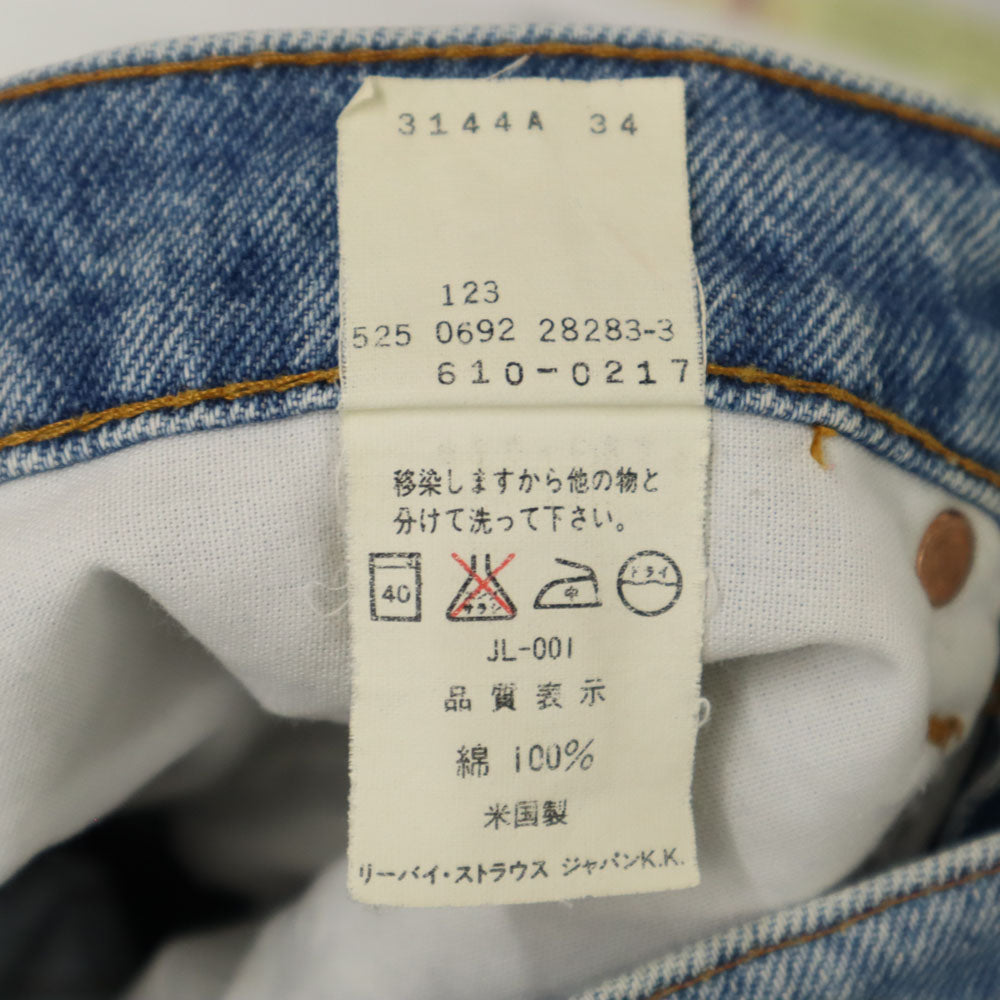 3144A 34
123
525 0692 28283-3
610-0217
移染しますから他の物と
分けて洗って下さい。
40
サラシ
中
ドライ
JL-001
品質表示
綿 100%
米国製
リーバイ・ストラウス ジャパンK.K.